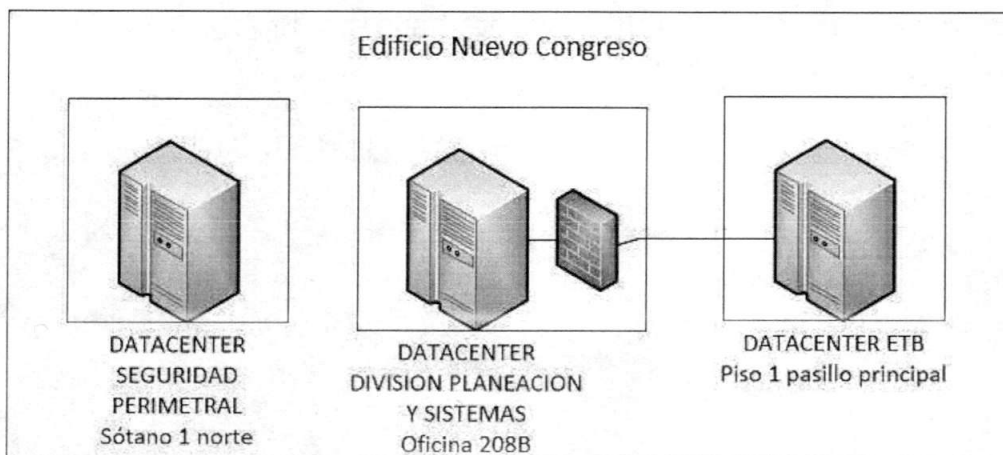 Edificio Nuevo Congreso
DATACENTER
SEGURIDAD
PERIMETRAL
Sótano 1 norte
DATACENTER
DIVISION PLANEACION
Y SISTEMAS
Oficina 208B
DATACENTER ETB
Piso 1 pasillo principal